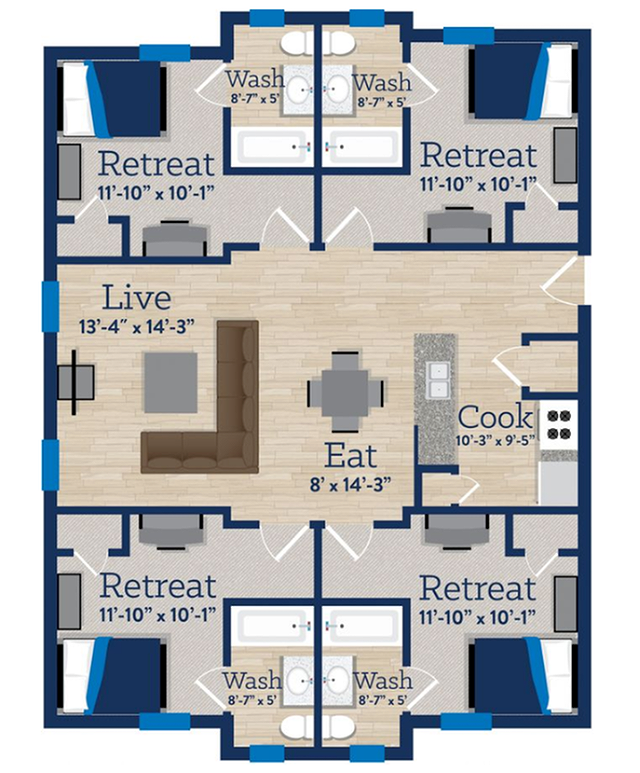 Wash
8’-7” x 5’
Wash
8’-7” x 5’
Retreat
11’-10” x 10’-1”
Retreat
11’-10” x 10’-1”
Live
13’-4” x 14’-3”
Cook
10’-3” x 9’-5”
Eat
8’ x 14’-3”
Retreat
11’-10” x 10’-1”
Retreat
11’-10” x 10’-1”
Wash
8’-7” x 5’
Wash
8’-7” x 5’